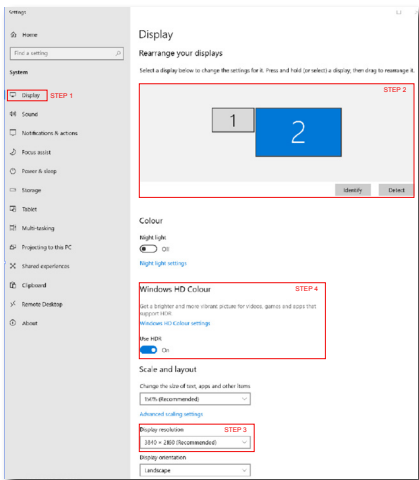 Settings
Home
Find a setting
System
Display STEP 1
Sound
Notifications & actions
Focus assist
Power & sleep
Storage
Tablet
Multi-tasking
Projecting to this PC
Shared experiences
Clipboard
Remote Desktop
About
Display
Rearrange your displays
Select a display below to change the settings for it. Press and hold (or select) a display, then drag to rearrange it.
STEP 2
1
2
Identify Detect
Colour
Night light
Off
Night light settings
Windows HD Colour STEP 4
Get a brighter and more vibrant picture for videos, games and apps that
support HDR.
Windows HD Colour settings
Use HDR
On
Scale and layout
Change the size of text, apps and other items
(Recommended)
Advanced scaling settings
Display resolution STEP 3
3840 × 2160 (Recommended)
Display orientation
Landscape